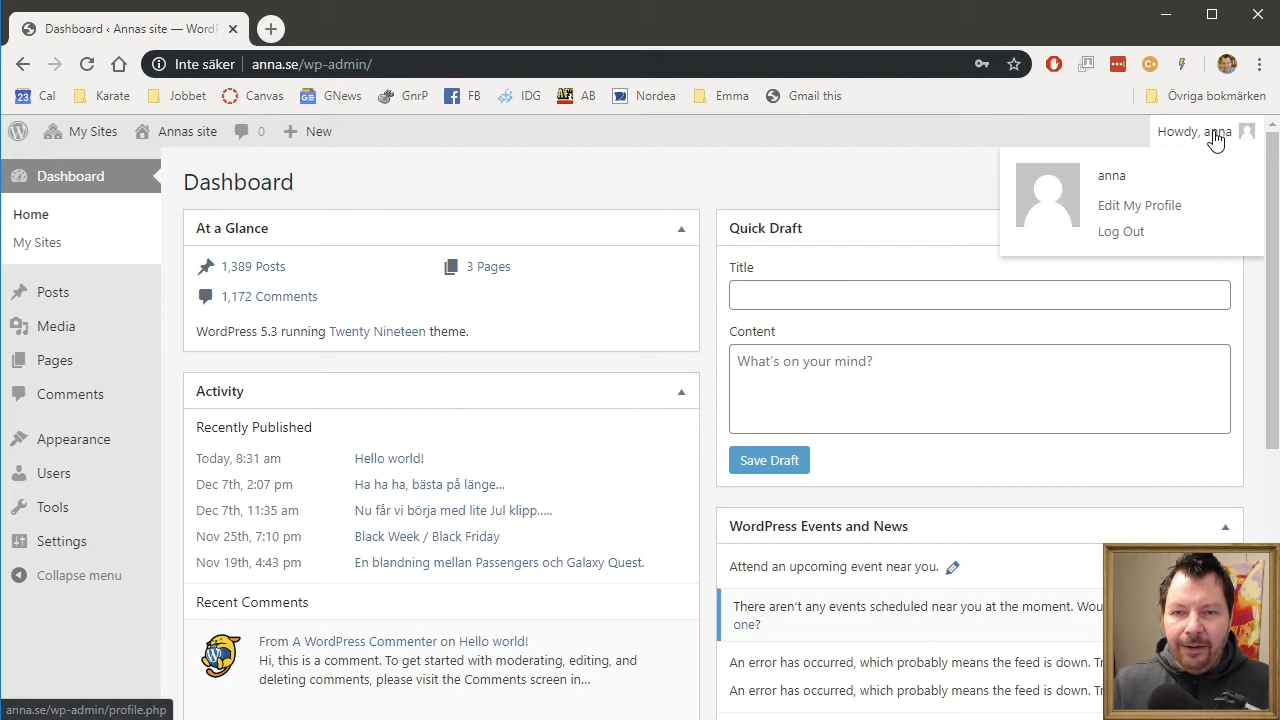 Dashboard ‹ Annas site — WordP
Inte säker
anna.se/wp-admin/
23
Cal
Karate
Jobbet
Canvas
GNews
GnrP
FB
IDG
AB
Nordea
Emma
Gmail this
Övriga bokmärken
My Sites
Annas site
0
New
Howdy, anna
anna
Edit My Profile
Log Out
Dashboard
Home
My Sites
Posts
Media
Pages
Comments
Appearance
Users
Tools
Settings
Collapse menu
Dashboard
At a Glance
1,389 Posts
3 Pages
1,172 Comments
WordPress 5.3 running Twenty Nineteen theme.
Activity
Recently Published
Today, 8:31 am
Hello world!
Dec 7th, 2:07 pm
Ha ha ha, bästa på länge…
Dec 7th, 11:35 am
Nu får vi börja med lite Jul klipp…..
Nov 25th, 7:10 pm
Black Week / Black Friday
Nov 19th, 4:43 pm
En blandning mellan Passengers och Galaxy Quest.
Recent Comments
From A WordPress Commenter on Hello world!
Hi, this is a comment. To get started with moderating, editing, and
deleting comments, please visit the Comments screen in…
Quick Draft
Title
Content
What's on your mind?
Save Draft
WordPress Events and News
Attend an upcoming event near you.
There aren't any events scheduled near you at the moment. Wou
one?
An error has occurred, which probably means the feed is down. Tr
An error has occurred, which probably means the feed is down. Tr
anna.se/wp-admin/profile.php